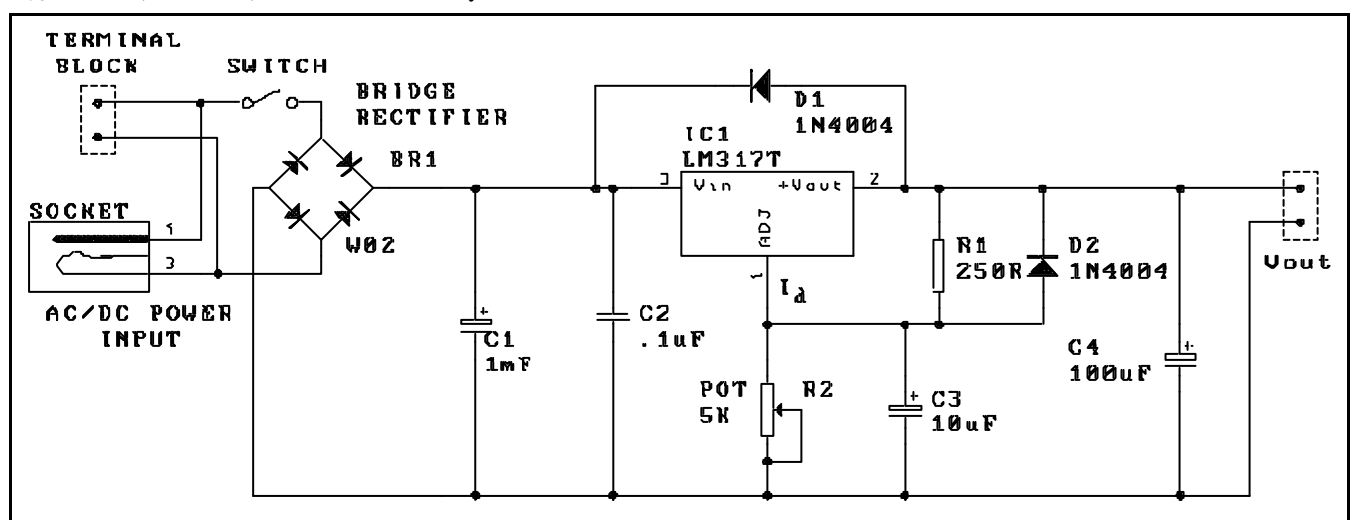 TERMINAL
BLOCK
SWITCH
BRIDGE
RECTIFIER
BR1
W02
SOCKET
1
3
AC/DC POWER
INPUT
D1
1N4004
IC1
LM317T
3
Vin
+Vout
2
ADJ
1
Id
R1
250R
D2
1N4004
Vout
C1
1mF
C2
.1uF
POT
5K
R2
C3
10uF
C4
100uF
+
+
+